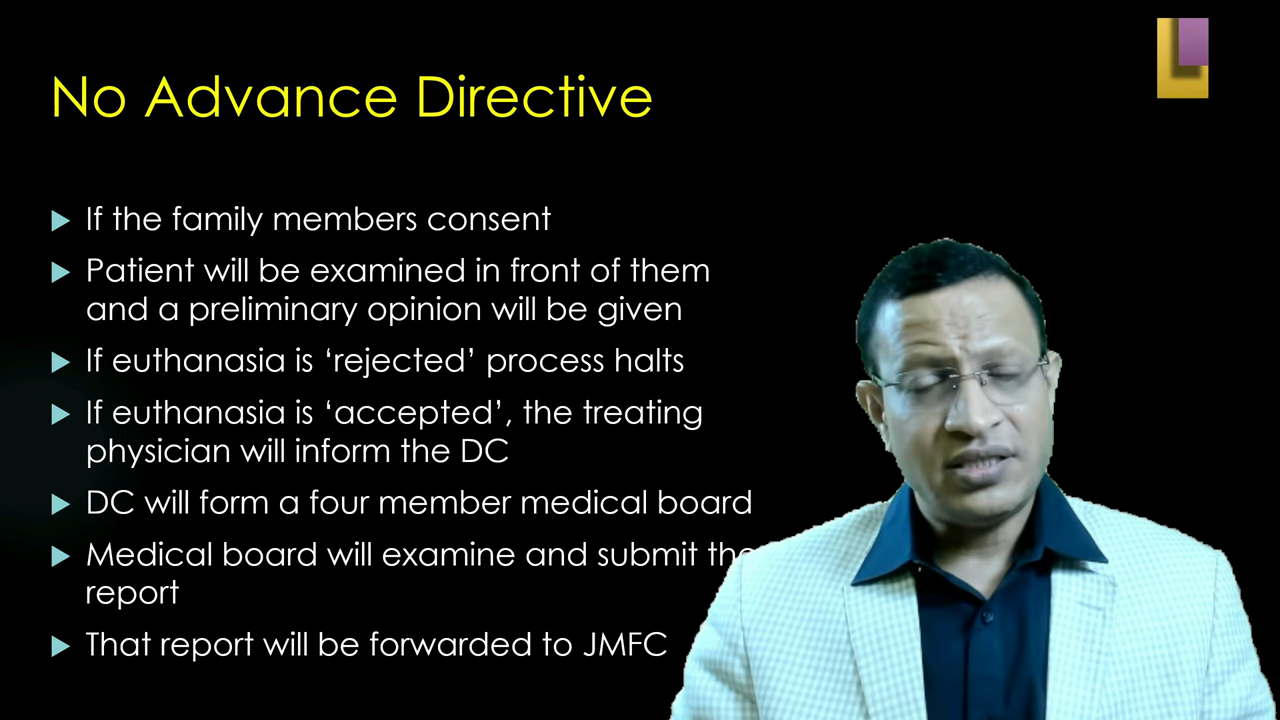 No Advance Directive
If the family members consent
Patient will be examined in front of them
and a preliminary opinion will be given
If euthanasia is ‘rejected’ process halts
If euthanasia is ‘accepted’, the treating
physician will inform the DC
DC will form a four member medical board
Medical board will examine and submit the
report
That report will be forwarded to JMFC